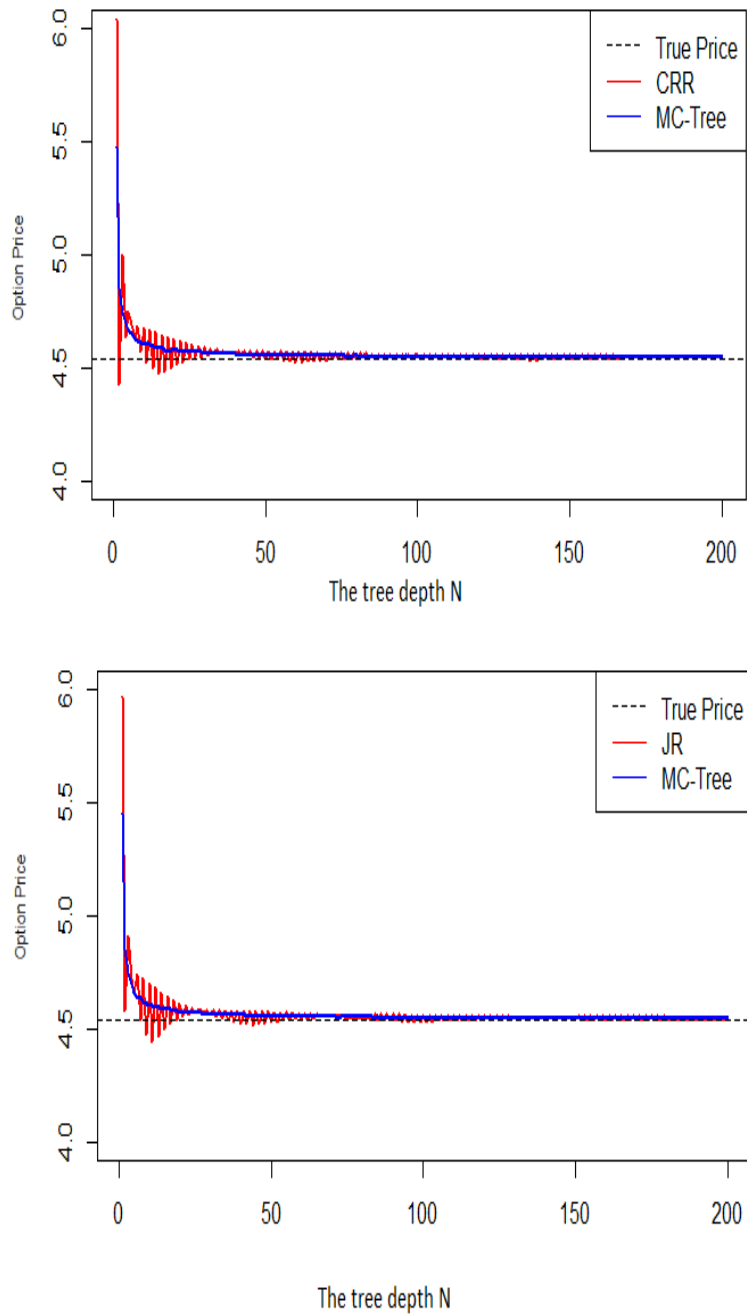 6.0
True Price
CRR
MC-Tree
5.5
5.0
Option Price
4.5
4.0
0 50 100 150 200
The tree depth N
6.0
True Price
JR
MC-Tree
5.5
5.0
Option Price
4.5
4.0
0 50 100 150 200
The tree depth N